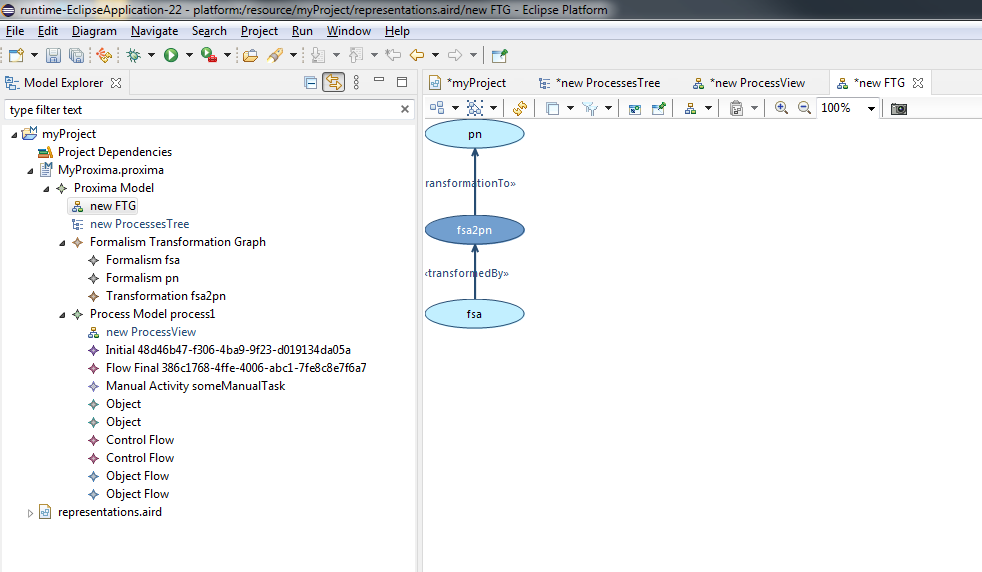 runtime-EclipseApplication-22 - platform:/resource/myProject/representations.aird/new FTG - Eclipse Platform
File Edit Diagram Navigate Search Project Run Window Help
Model Explorer
type filter text
myProject
Project Dependencies
MyProxima.proxima
Proxima Model
new FTG
new ProcessesTree
Formalism Transformation Graph
Formalism fsa
Formalism pn
Transformation fsa2pn
Process Model process1
new ProcessView
Initial 48d46b47-f306-4ba9-9f23-d019134da05a
Flow Final 386c1768-4ffe-4006-abc1-7fe8c8e7f6a7
Manual Activity someManualTask
Object
Object
Control Flow
Control Flow
Object Flow
Object Flow
representations.aird
*myProject *new ProcessesTree *new ProcessView *new FTG
100%
pn
ransformationTo»
fsa2pn
‹transformedBy»
fsa